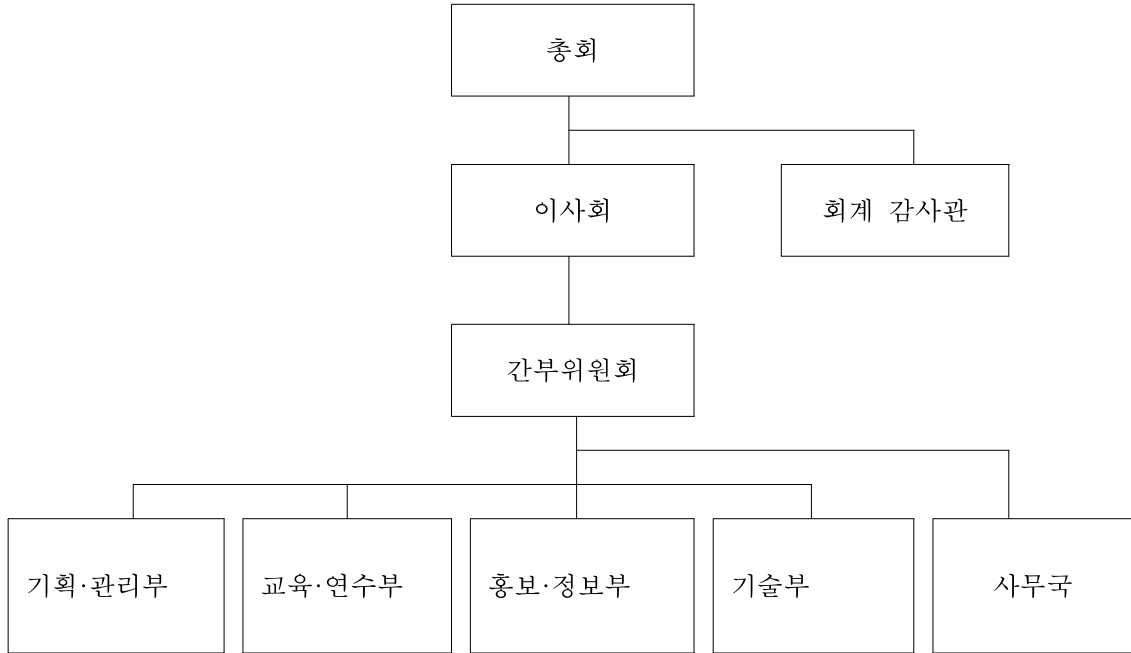 총회
이사회
회계 감사관
간부위원회
기획·관리부
교육·연수부
홍보·정보부
기술부
사무국